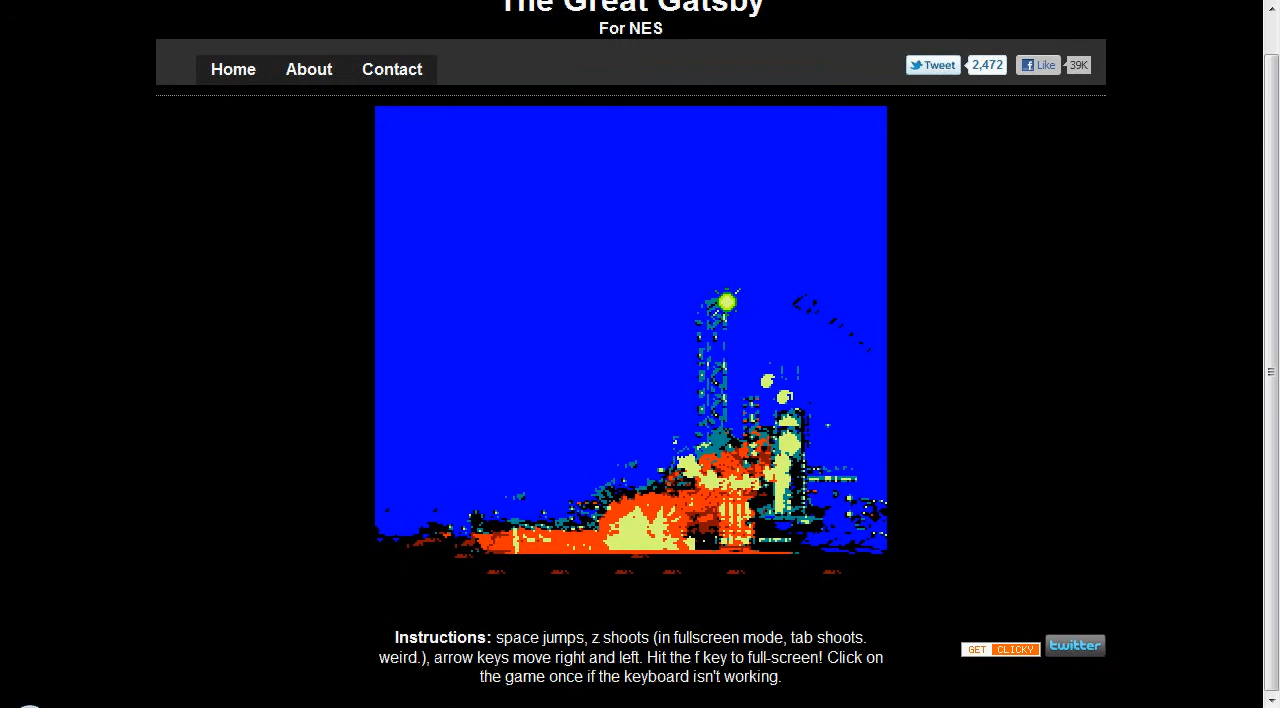 The Great Gatsby
For NES
Home About Contact
Tweet 2,472 Like 39K
Instructions: space jumps, z shoots (in fullscreen mode, tab shoots.
weird.), arrow keys move right and left. Hit the f key to full-screen! Click on
the game once if the keyboard isn't working.
GET CLICKY twitter